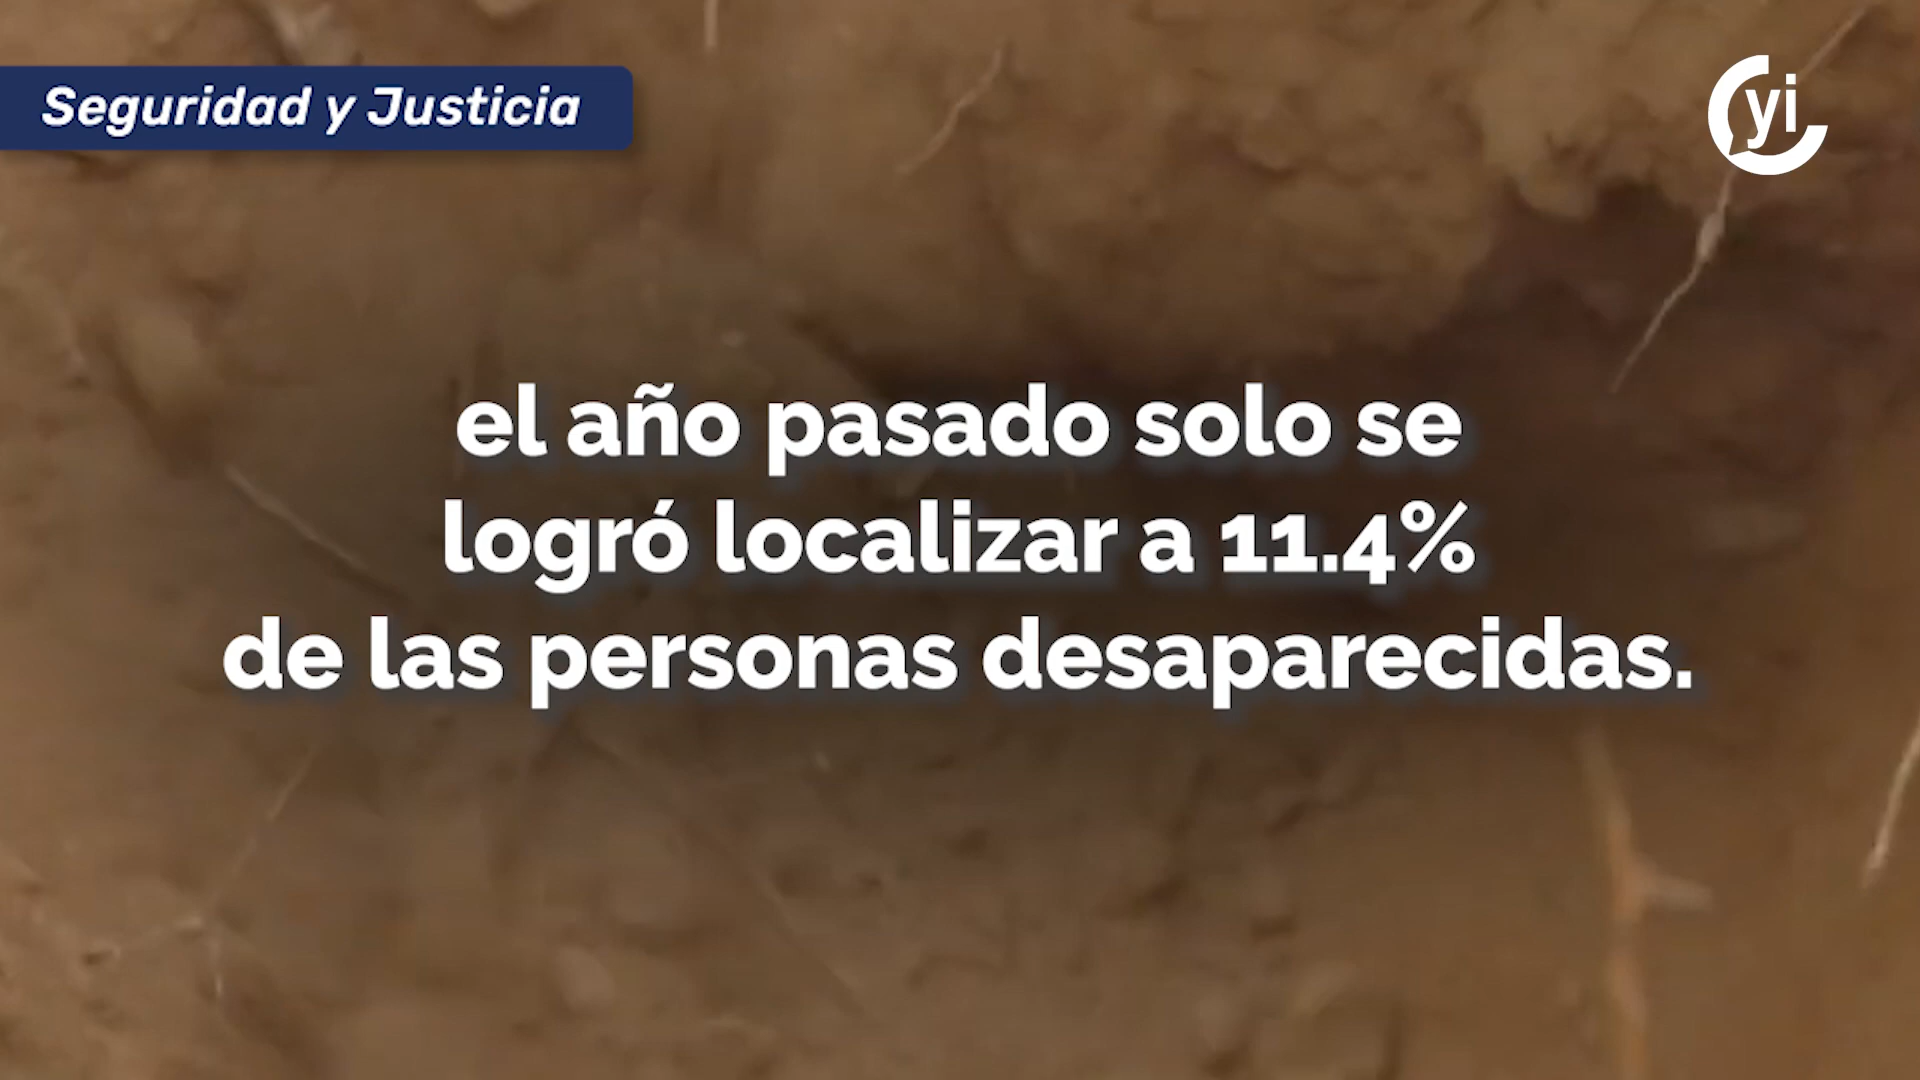 Seguridad y Justicia
yi
el año pasado solo se
logró localizar a 11.4%
de las personas desaparecidas.